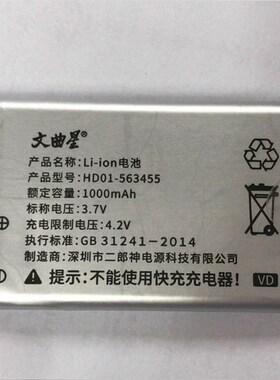 文曲星®
产品名称:Li-ion电池
产品型号:HD01-563455
额定容量:1000mAh
标称电压:3.7V
充电限制电压:4.2V
执行标准:GB 31241-2014
制造商:深圳市二郎神电源科技有限公司
提示:不能使用快充充电器! VD